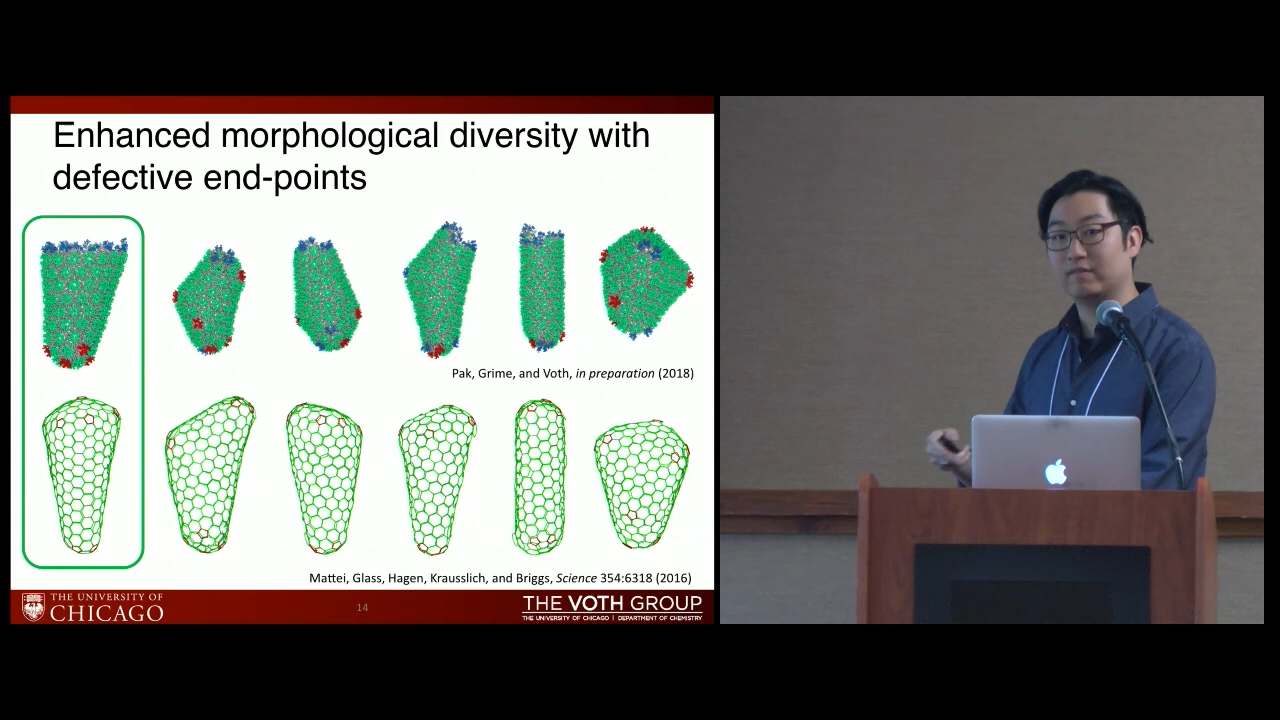 Enhanced morphological diversity with
defective end-points
Pak, Grime, and Voth, in preparation (2018)
Mattei, Glass, Hagen, Krausslich, and Briggs, Science 354:6318 (2016)
THE UNIVERSITY OF
CHICAGO
14
THE VOTH GROUP
THE UNIVERSITY OF CHICAGO | DEPARTMENT OF CHEMISTRY